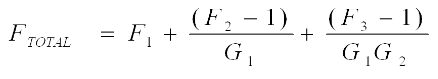 F_TOTAL = F_1 + (F_2 − 1)/G_1 + (F_3 − 1)/(G_1 G_2)